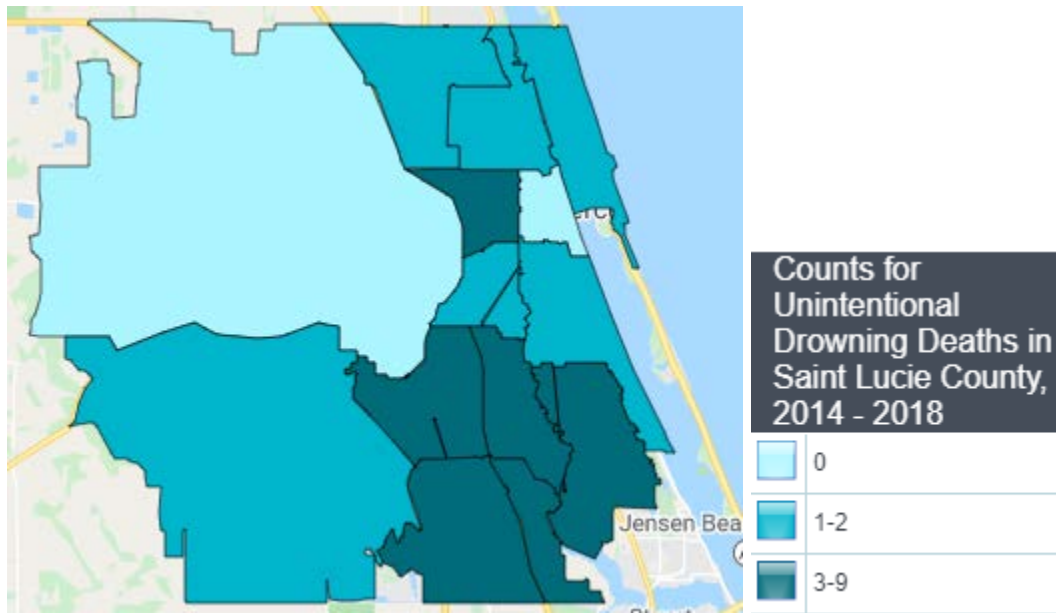 Jensen Bea
Counts for
Unintentional
Drowning Deaths in
Saint Lucie County,
2014 - 2018
0
1-2
3-9